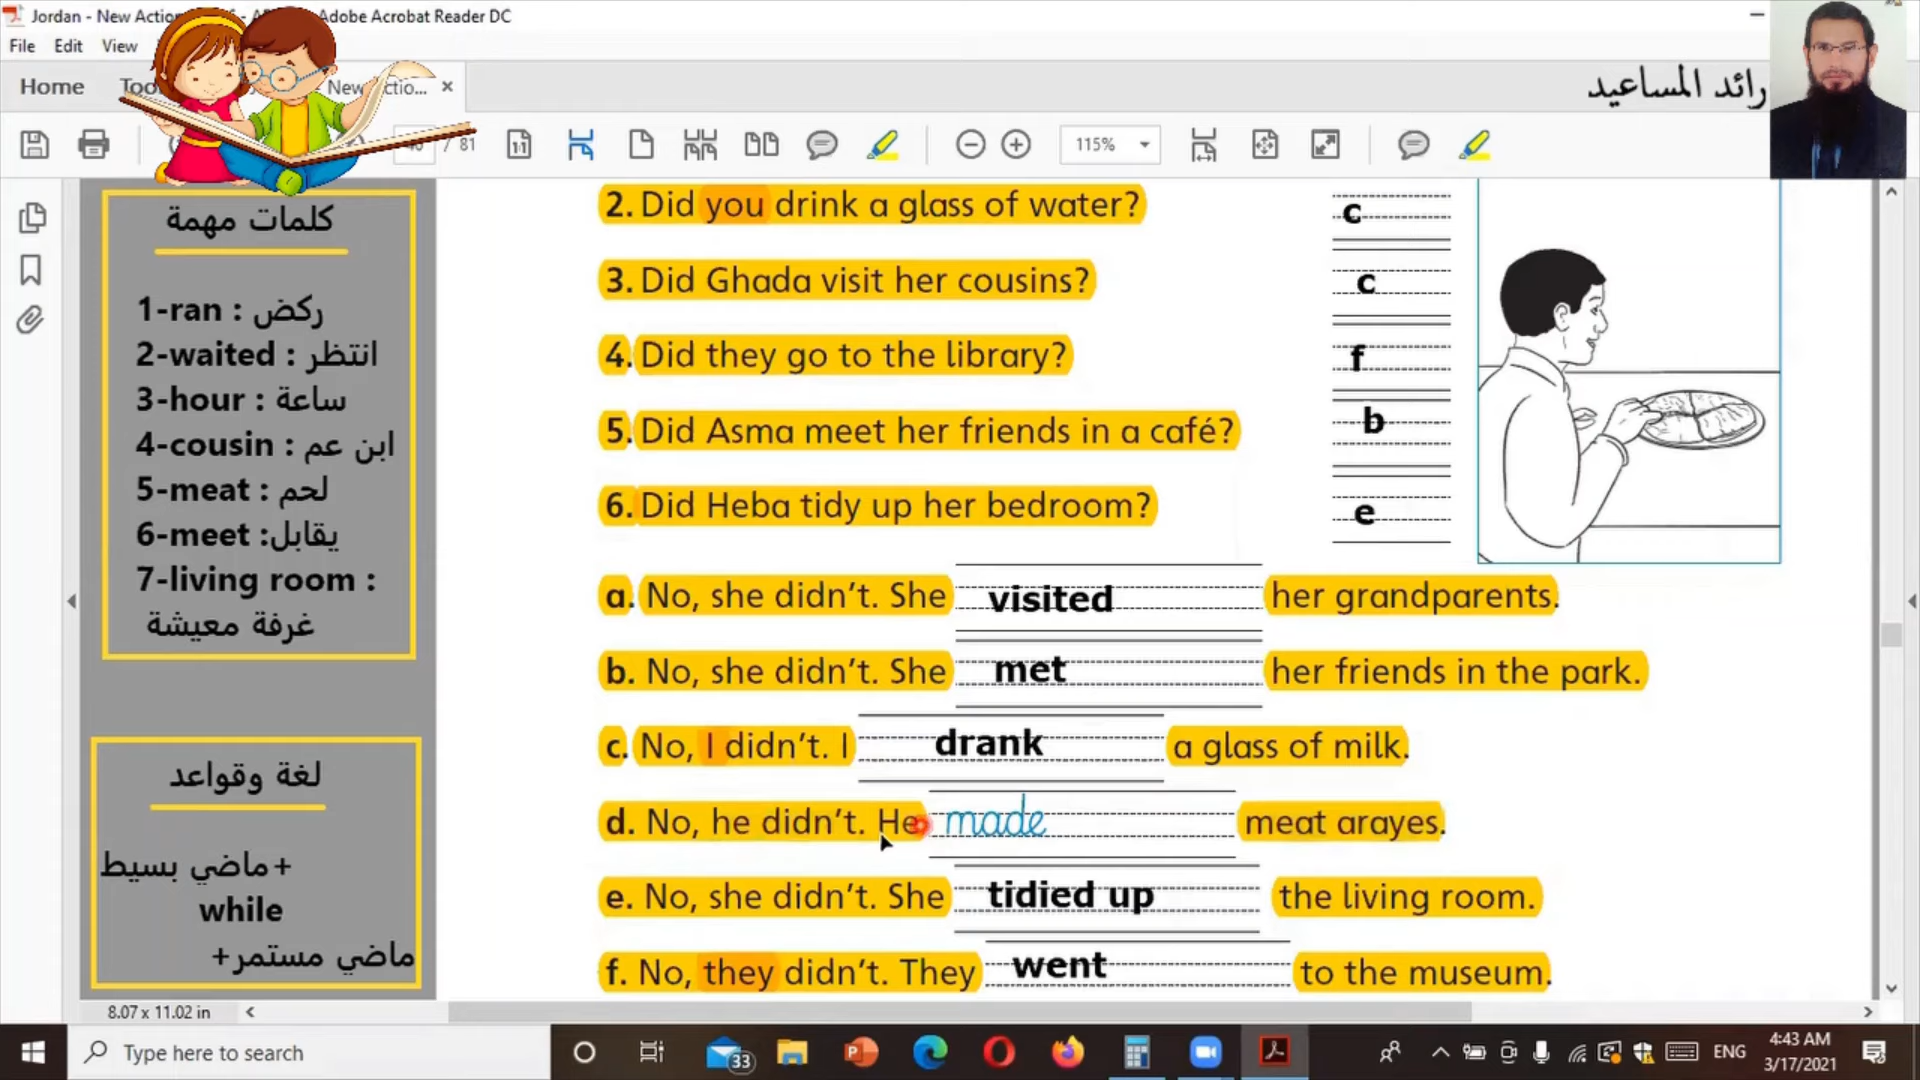 Jordan - New Action
Adobe Acrobat Reader DC
File Edit View
Home
New
ctio...
رائد المساعيد
/ 81
115%
كلمات مهمة
1-ran : ركض
2-waited : انتظر
3-hour : ساعة
4-cousin : ابن عم
5-meat : لحم
6-meet: يقابل
7-living room :
غرفة معيشة
لغة وقواعد
ماضي بسيط+
while
+ماضي مستمر
2. Did you drink a glass of water? c
3. Did Ghada visit her cousins? c
4. Did they go to the library? f
5. Did Asma meet her friends in a café? b
6. Did Heba tidy up her bedroom? e
a. No, she didn't. She visited her grandparents.
b. No, she didn't. She met her friends in the park.
c. No, I didn't. I drank a glass of milk.
d. No, he didn't. He made meat arayes.
e. No, she didn't. She tidied up the living room.
f. No, they didn't. They went to the museum.
8.07 x 11.02 in
Type here to search
33
ENG
4:43 AM
3/17/2021